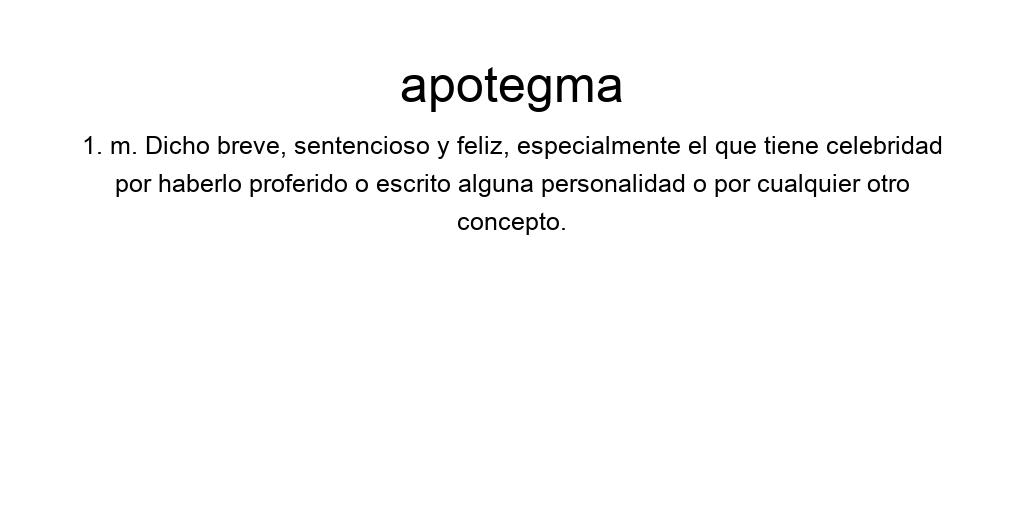 apotegma
1. m. Dicho breve, sentencioso y feliz, especialmente el que tiene celebridad
por haberlo proferido o escrito alguna personalidad o por cualquier otro
concepto.